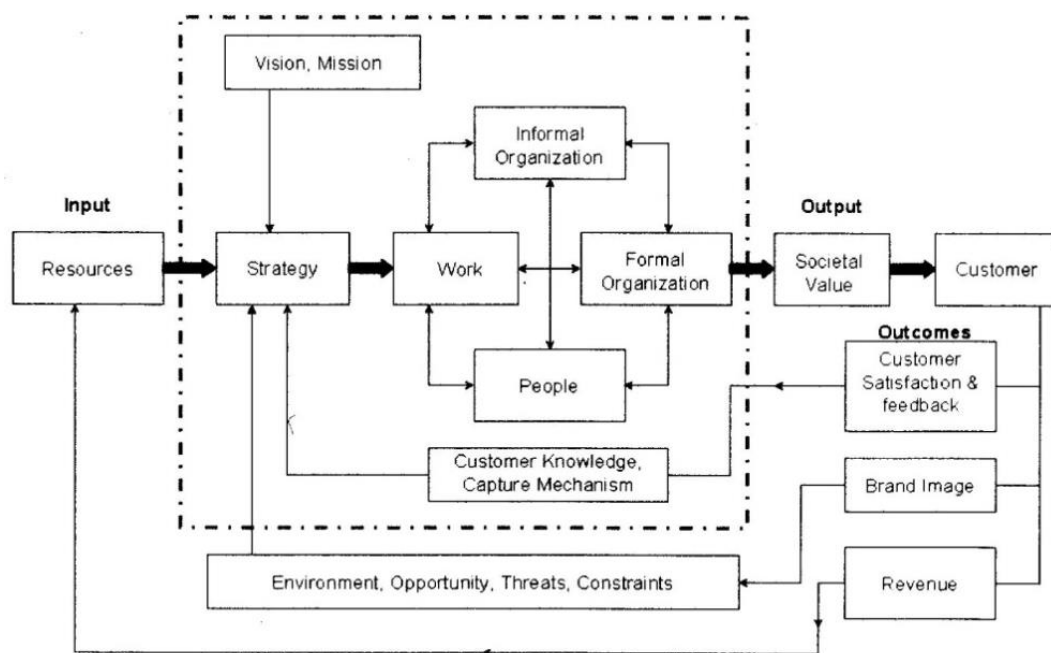 Vision, Mission
Informal
Organization
Input
Output
Resources
Strategy
Work
Formal
Organization
Societal
Value
Customer
Outcomes
People
Customer
Satisfaction &
feedback
Customer Knowledge,
Capture Mechanism
Brand Image
Environment, Opportunity, Threats, Constraints
Revenue